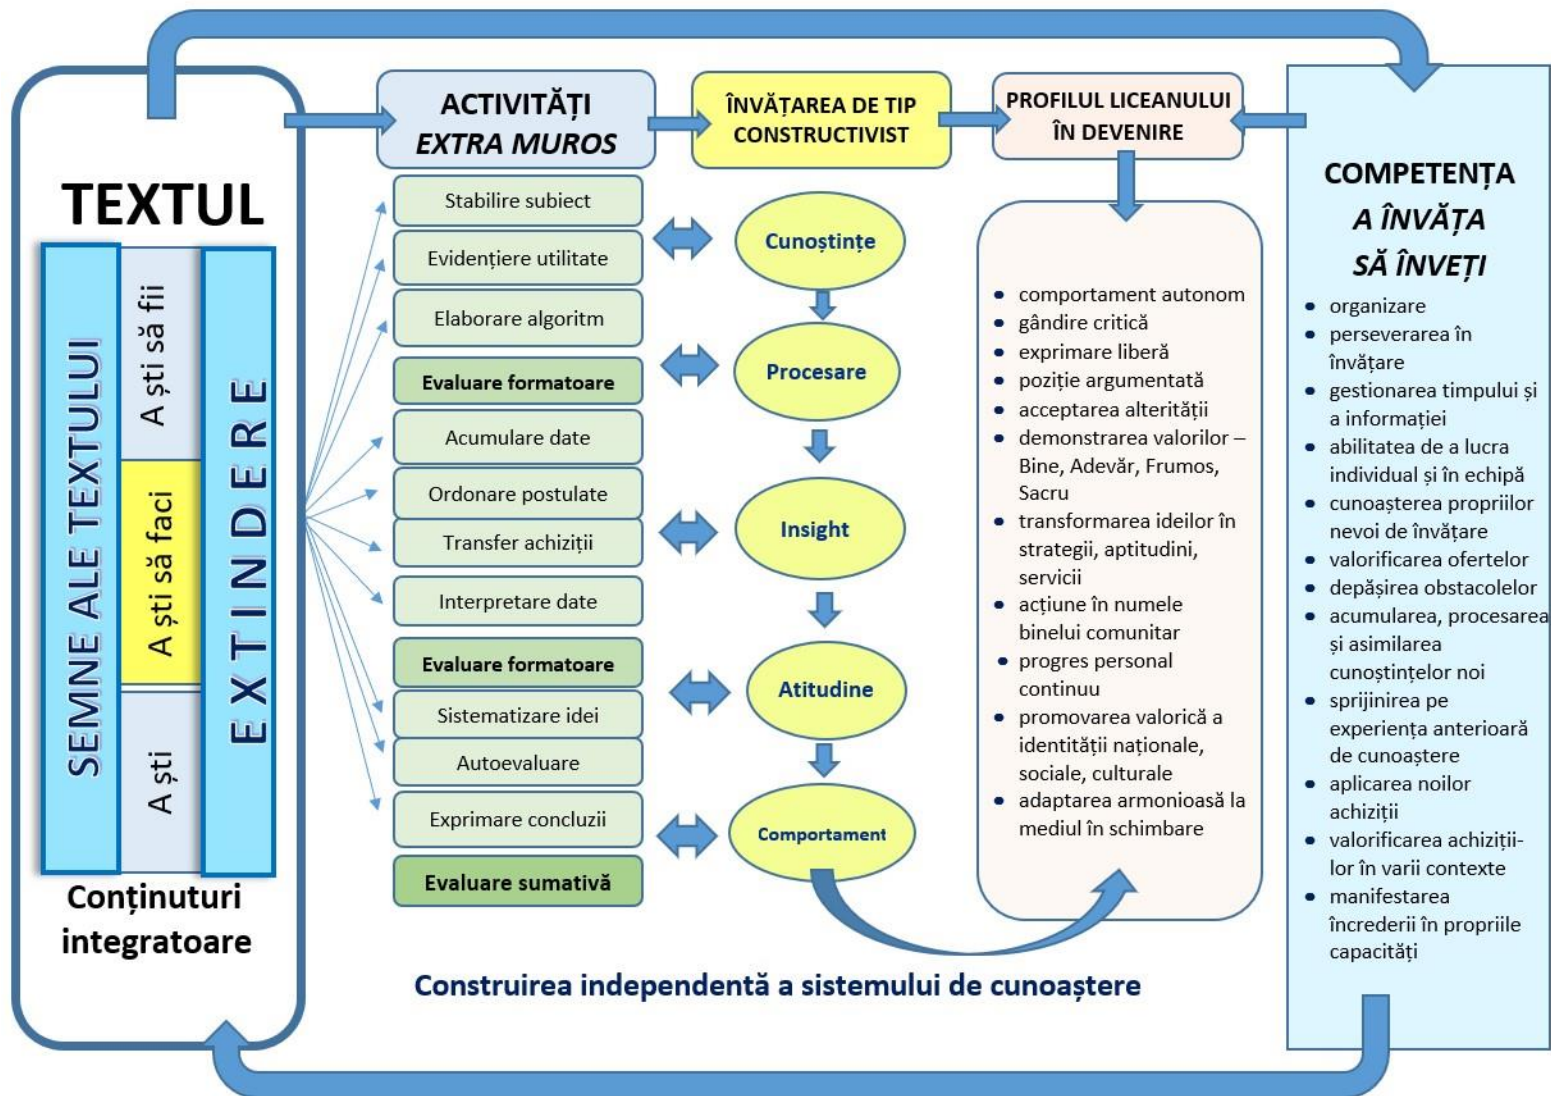 TEXTUL
SEMNE ALE TEXTULUI
A ști să fii
A ști să faci
A ști
EXTINDERE
Conținuturi
integratoare
ACTIVITĂȚI
EXTRA MUROS
Stabilire subiect
Evidențiere utilitate
Elaborare algoritm
Evaluare formatoare
Acumulare date
Ordonare postulate
Transfer achiziții
Interpretare date
Evaluare formatoare
Sistematizare idei
Autoevaluare
Exprimare concluzii
Evaluare sumativă
ÎNVĂȚAREA DE TIP
CONSTRUCTIVIST
Cunoștințe
Procesare
Insight
Atitudine
Comportament
PROFILUL LICEANULUI
ÎN DEVENIRE
• comportament autonom
• gândire critică
• exprimare liberă
• poziție argumentată
• acceptarea alterității
• demonstrarea valorilor –
Bine, Adevăr, Frumos,
Sacru
• transformarea ideilor în
strategii, aptitudini,
servicii
• acțiune în numele
binelui comunitar
• progres personal
continuu
• promovarea valorică a
identității naționale,
sociale, culturale
• adaptarea armonioasă la
mediul în schimbare
COMPETENȚA
A ÎNVĂȚA
SĂ ÎNVEȚI
• organizare
• perseverarea în
învățare
• gestionarea timpului și
a informației
• abilitatea de a lucra
individual și în echipă
• cunoașterea propriilor
nevoi de învățare
• valorificarea ofertelor
• depășirea obstacolelor
• acumularea, procesarea
și asimilarea
cunoștințelor noi
• sprijinirea pe
experiența anterioară
de cunoaștere
• aplicarea noilor
achiziții
• valorificarea achiziții-
lor în varii contexte
• manifestarea
încrederii în propriile
capacități
Construirea independentă a sistemului de cunoaștere